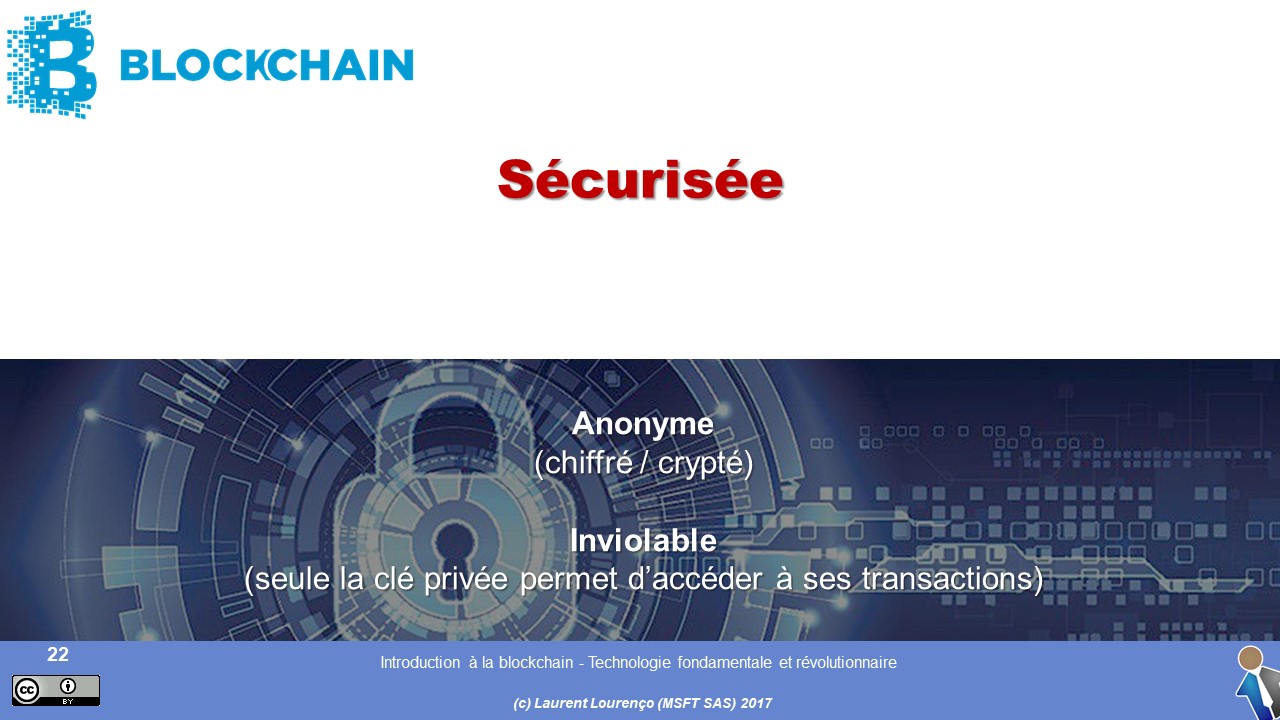 BLOCKCHAIN
Sécurisée
Anonyme
(chiffré / crypté)
Inviolable
(seule la clé privée permet d’accéder à ses transactions)
22
Introduction à la blockchain - Technologie fondamentale et révolutionnaire
cc
BY
(c) Laurent Lourenço (MSFT SAS) 2017